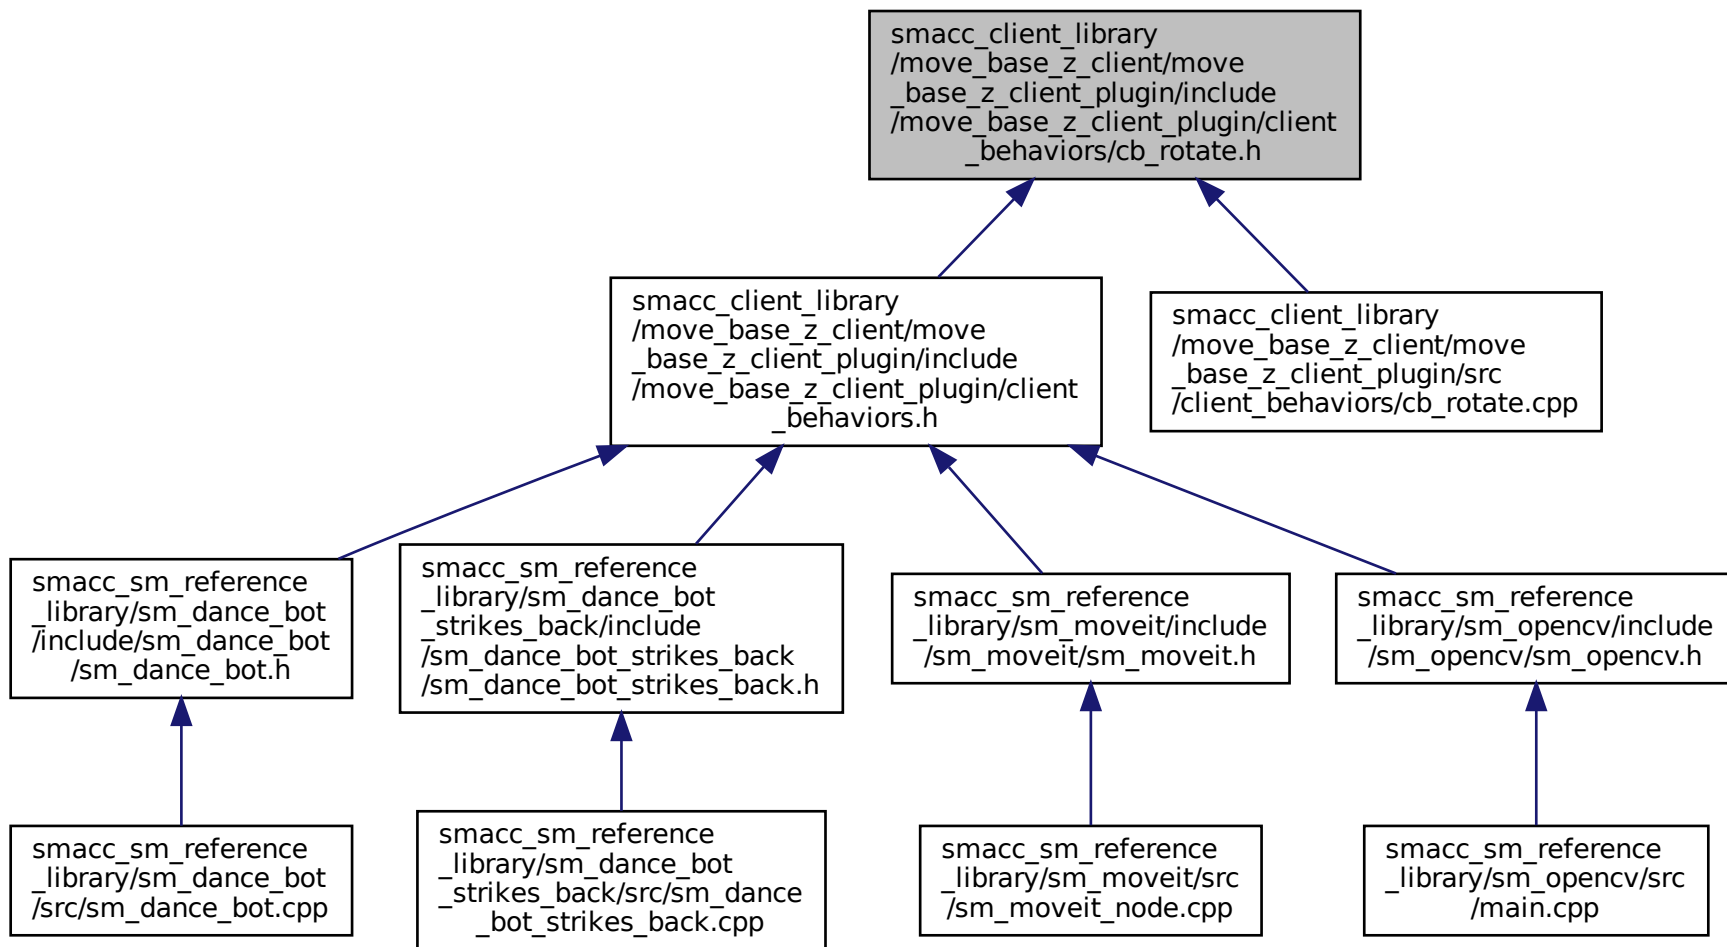 smacc_client_library
/move_base_z_client/move
_base_z_client_plugin/include
/move_base_z_client_plugin/client
_behaviors/cb_rotate.h
smacc_client_library
/move_base_z_client/move
_base_z_client_plugin/include
/move_base_z_client_plugin/client
_behaviors.h
smacc_client_library
/move_base_z_client/move
_base_z_client_plugin/src
/client_behaviors/cb_rotate.cpp
smacc_sm_reference
_library/sm_dance_bot
/include/sm_dance_bot
/sm_dance_bot.h
smacc_sm_reference
_library/sm_dance_bot
_strikes_back/include
/sm_dance_bot_strikes_back
/sm_dance_bot_strikes_back.h
smacc_sm_reference
_library/sm_moveit/include
/sm_moveit/sm_moveit.h
smacc_sm_reference
_library/sm_opencv/include
/sm_opencv/sm_opencv.h
smacc_sm_reference
_library/sm_dance_bot
/src/sm_dance_bot.cpp
smacc_sm_reference
_library/sm_dance_bot
_strikes_back/src/sm_dance
_bot_strikes_back.cpp
smacc_sm_reference
_library/sm_moveit/src
/sm_moveit_node.cpp
smacc_sm_reference
_library/sm_opencv/src
/main.cpp